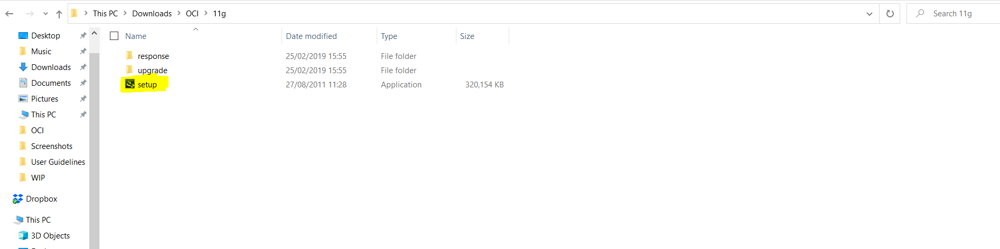 This PC > Downloads > OCI > 11g
Search 11g
Desktop
Music
Downloads
Documents
Pictures
This PC
OCI
Screenshots
User Guidelines
WIP
Dropbox
This PC
3D Objects
Name Date modified Type Size
response 25/02/2019 15:55 File folder
upgrade 25/02/2019 15:55 File folder
setup 27/08/2011 11:28 Application 320,154 KB